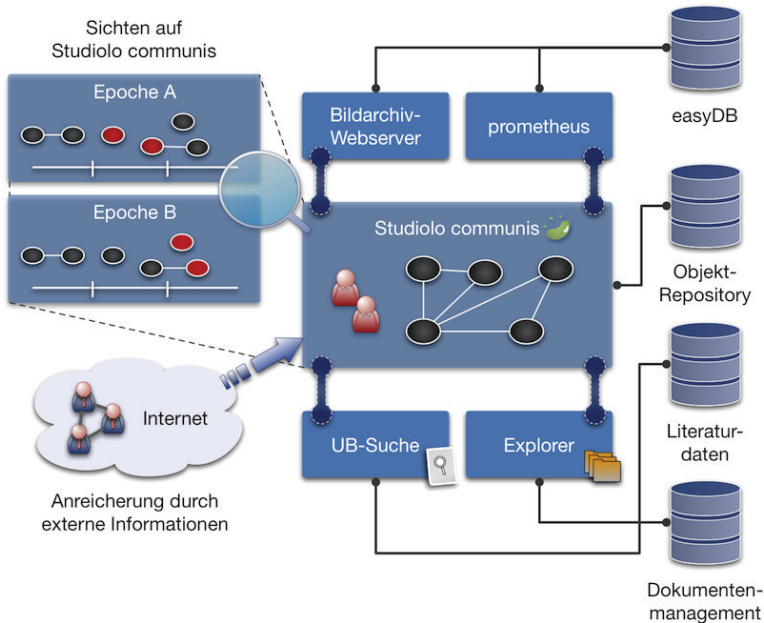 Sichten auf
Studiolo communis
Epoche A
Epoche B
Bildarchiv-
Webserver
prometheus
easyDB
Studiolo communis
Objekt-
Repository
Internet
Anreicherung durch
externe Informationen
UB-Suche
Explorer
Literatur-
daten
Dokumenten-
management